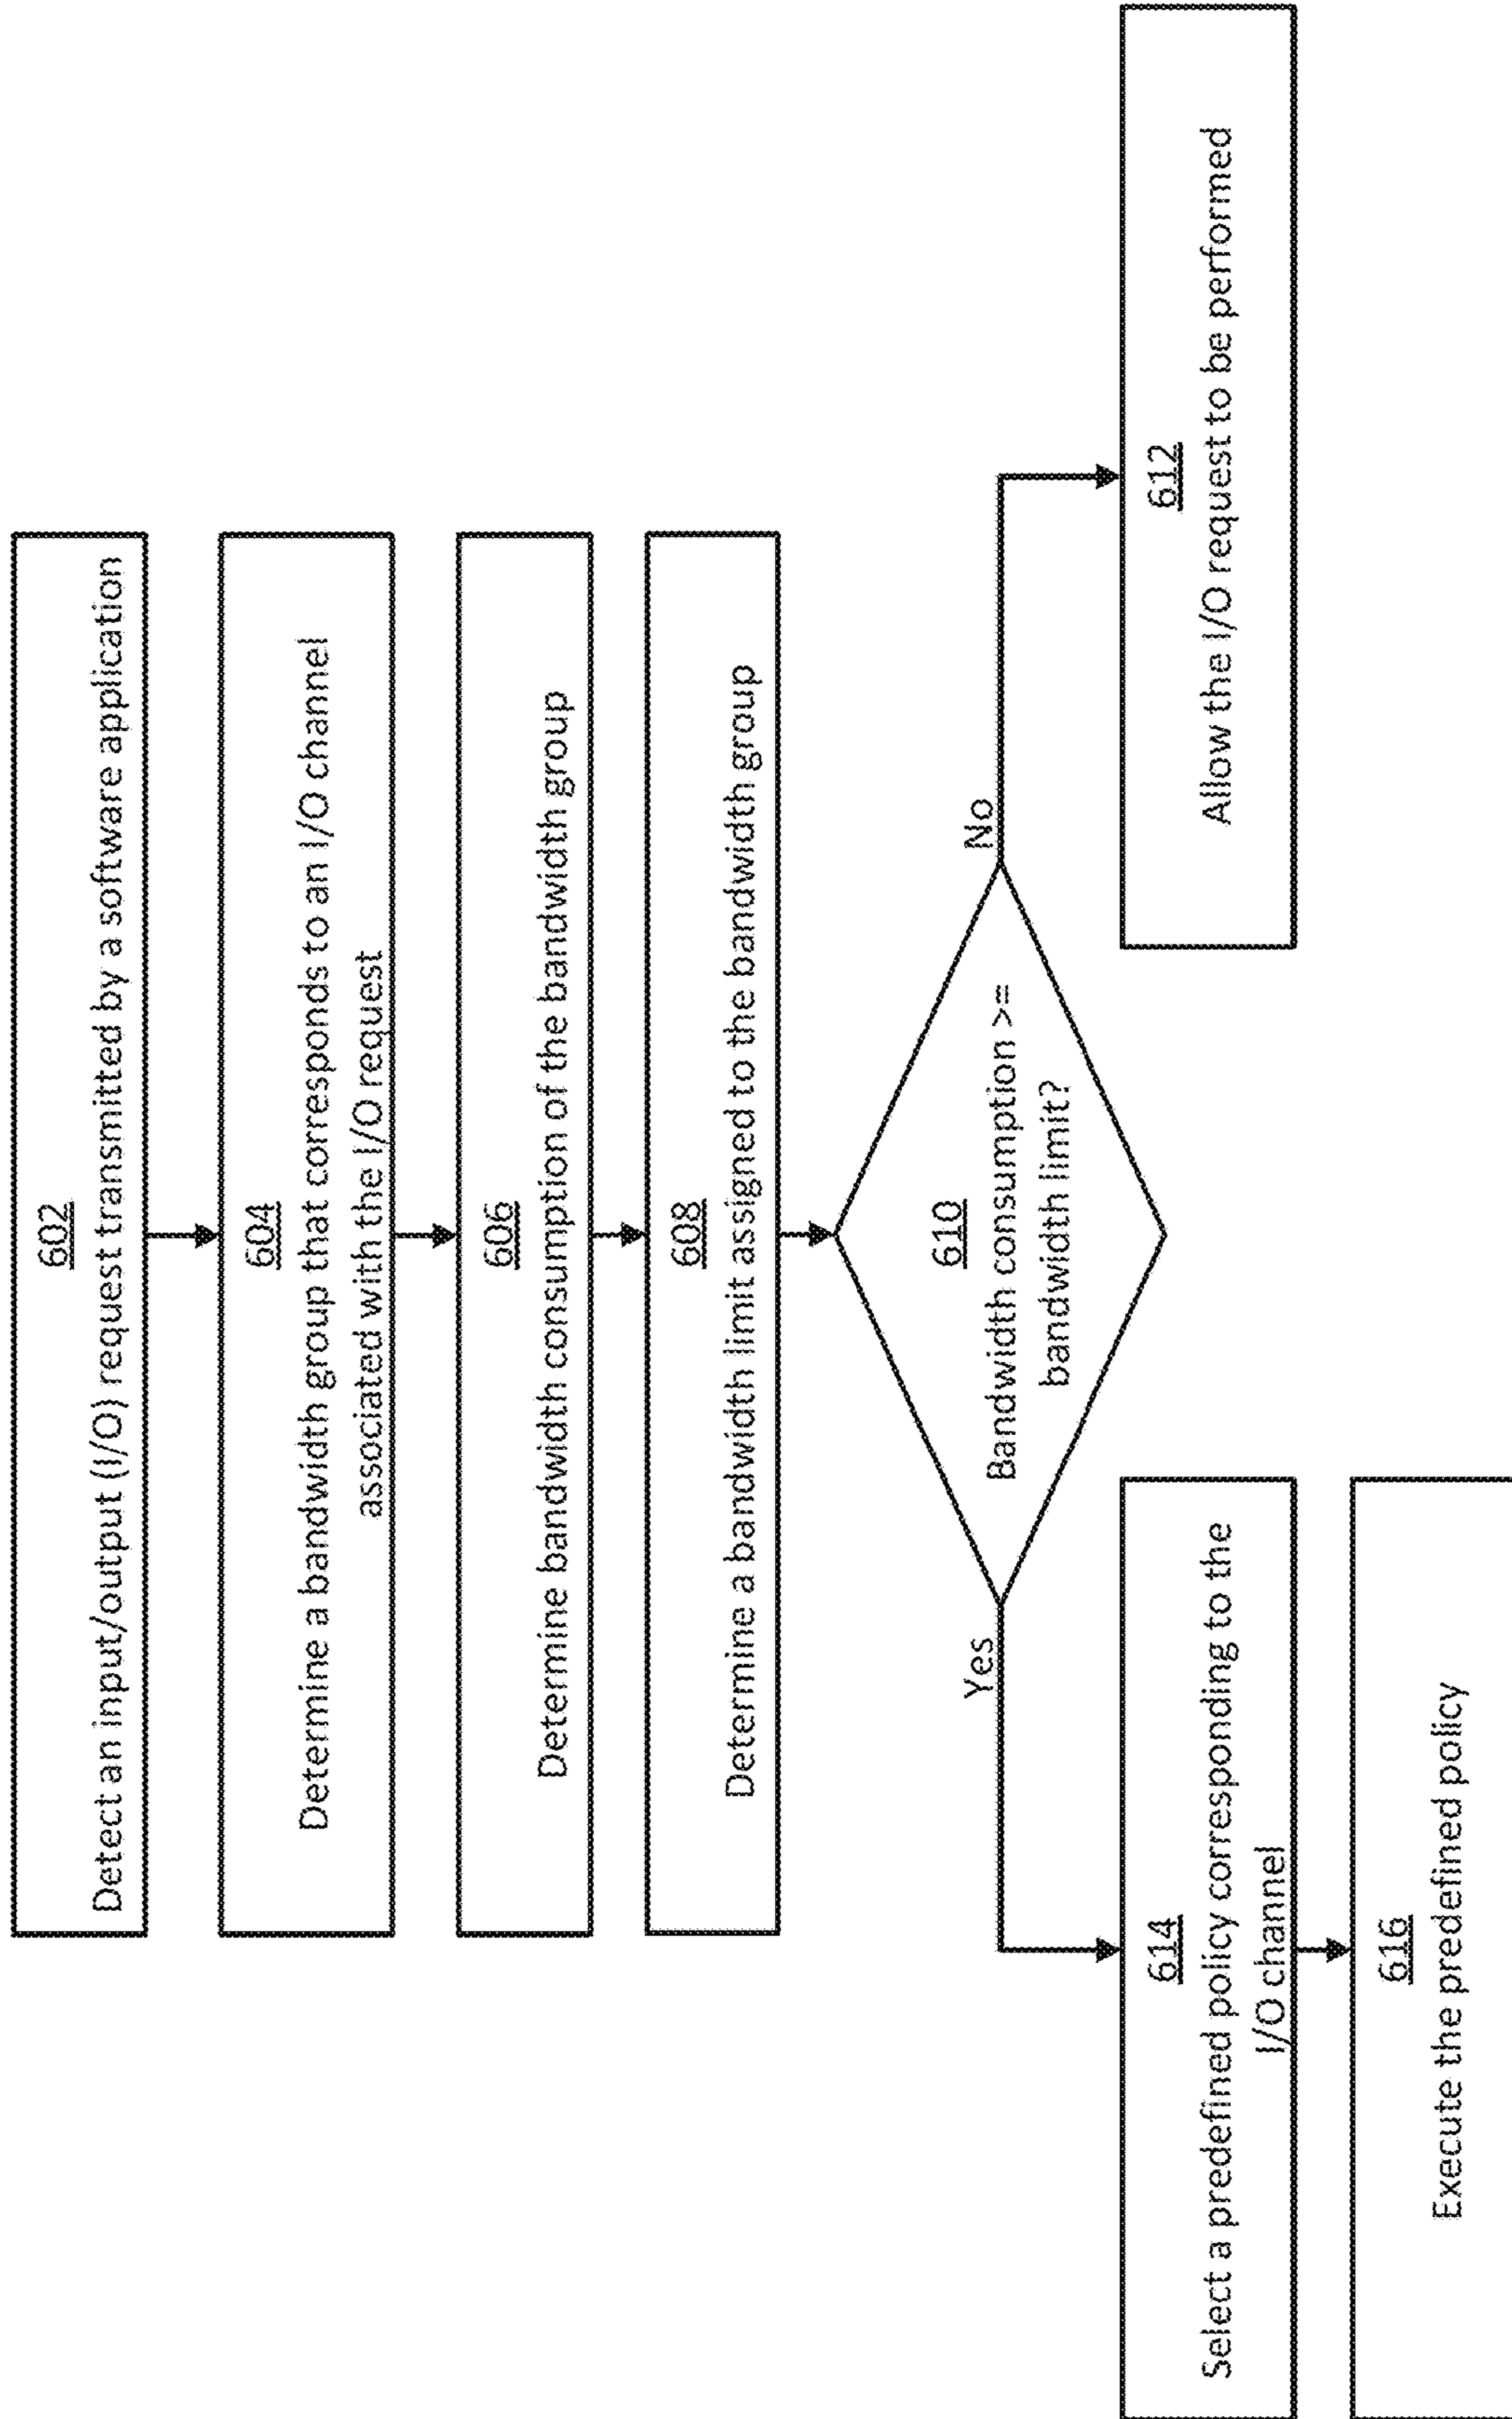 602
Detect an input/output (I/O) request transmitted by a software application
604
Determine a bandwidth group that corresponds to an I/O channel
associated with the I/O request
606
Determine bandwidth consumption of the bandwidth group
608
Determine a bandwidth limit assigned to the bandwidth group
610
Bandwidth consumption >=
bandwidth limit?
Yes
No
614
Select a predefined policy corresponding to the
I/O channel
612
Allow the I/O request to be performed
616
Execute the predefined policy